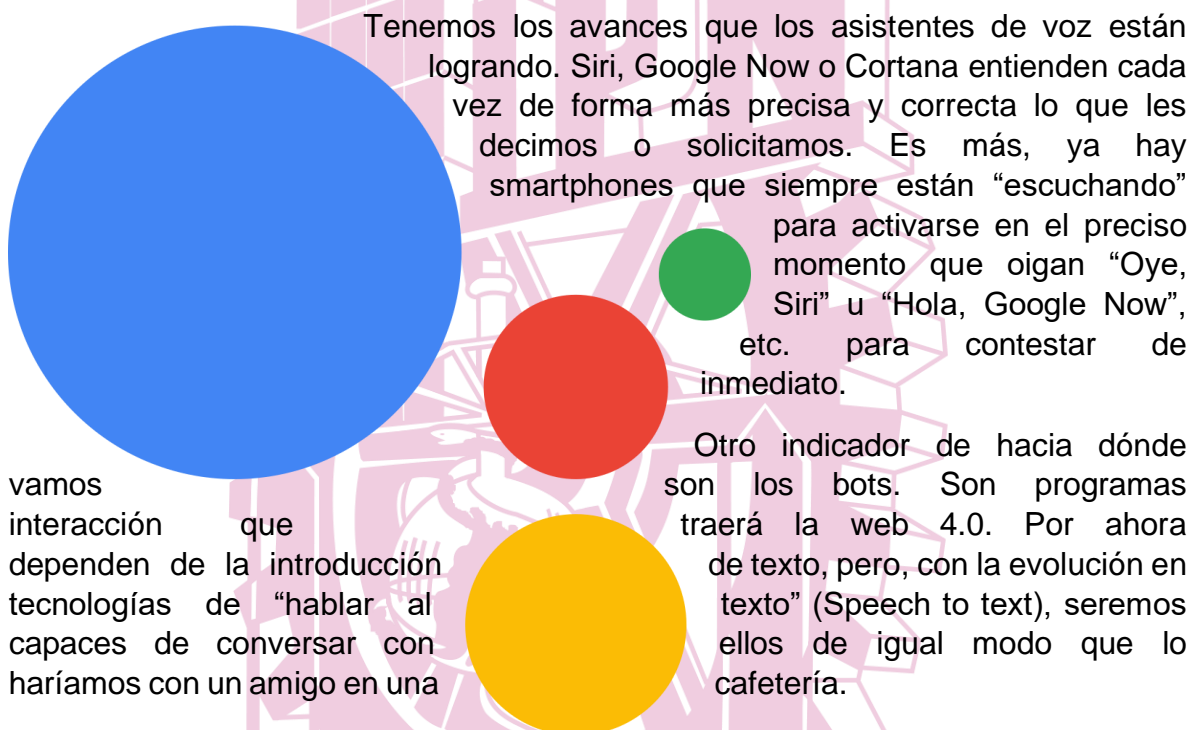 Tenemos los avances que los asistentes de voz están
logrando. Siri, Google Now o Cortana entienden cada
vez de forma más precisa y correcta lo que les
decimos o solicitamos. Es más, ya hay
smartphones que siempre están “escuchando”
para activarse en el preciso
momento que oigan “Oye,
Siri” u “Hola, Google Now”,
etc. para contestar de
inmediato.
Otro indicador de hacia dónde
vamos son los bots. Son programas
interacción que traerá la web 4.0. Por ahora
dependen de la introducción de texto, pero, con la evolución en
tecnologías de “hablar al texto” (Speech to text), seremos
capaces de conversar con ellos de igual modo que lo
haríamos con un amigo en una cafetería.
IPN